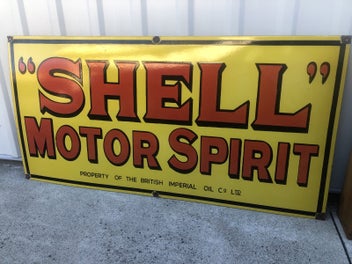 “SHELL”
MOTOR SPIRIT
PROPERTY OF THE BRITISH IMPERIAL OIL Co LTD